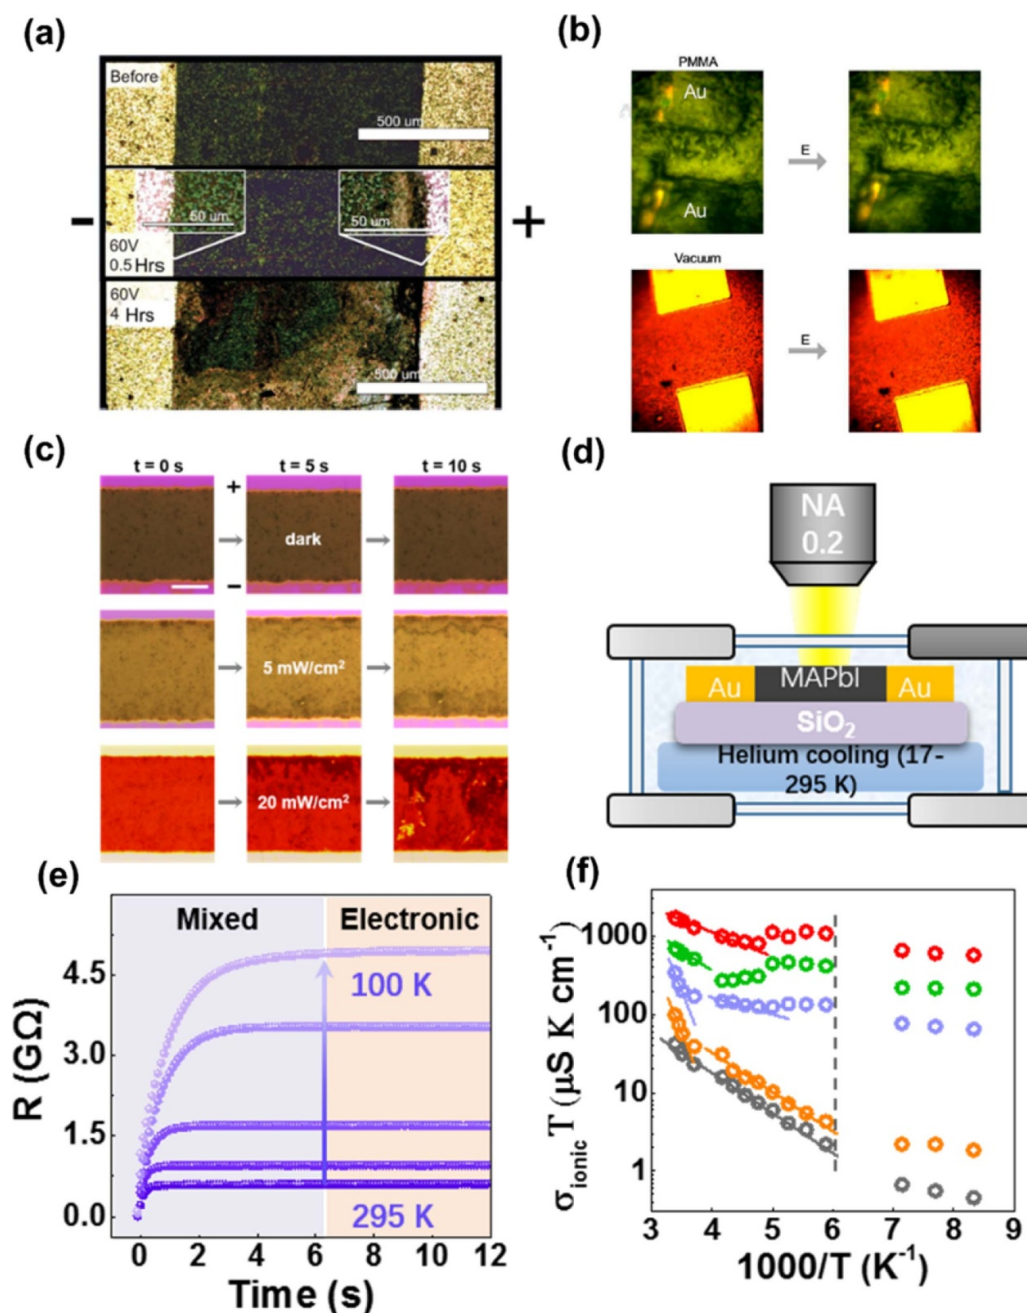 (a)
Before
500 um
60 um
50 um
60V
0.5 Hrs
60V
4 Hrs
500 um
-
+
(b)
PMMA
Au
E
Au
Vacuum
E
(c)
t = 0 s
t = 5 s
t = 10 s
+
dark
-
5 mW/cm²
20 mW/cm²
(d)
NA
0.2
Au
MAPbI
Au
SiO₂
Helium cooling (17-
295 K)
(e)
Mixed
Electronic
100 K
295 K
R (GΩ)
4.5
3.0
1.5
0.0
0
2
4
6
8
10
12
Time (s)
(f)
σ_ionic T (µS K cm⁻¹)
1000
100
10
1
3
4
5
6
7
8
9
1000/T (K⁻¹)